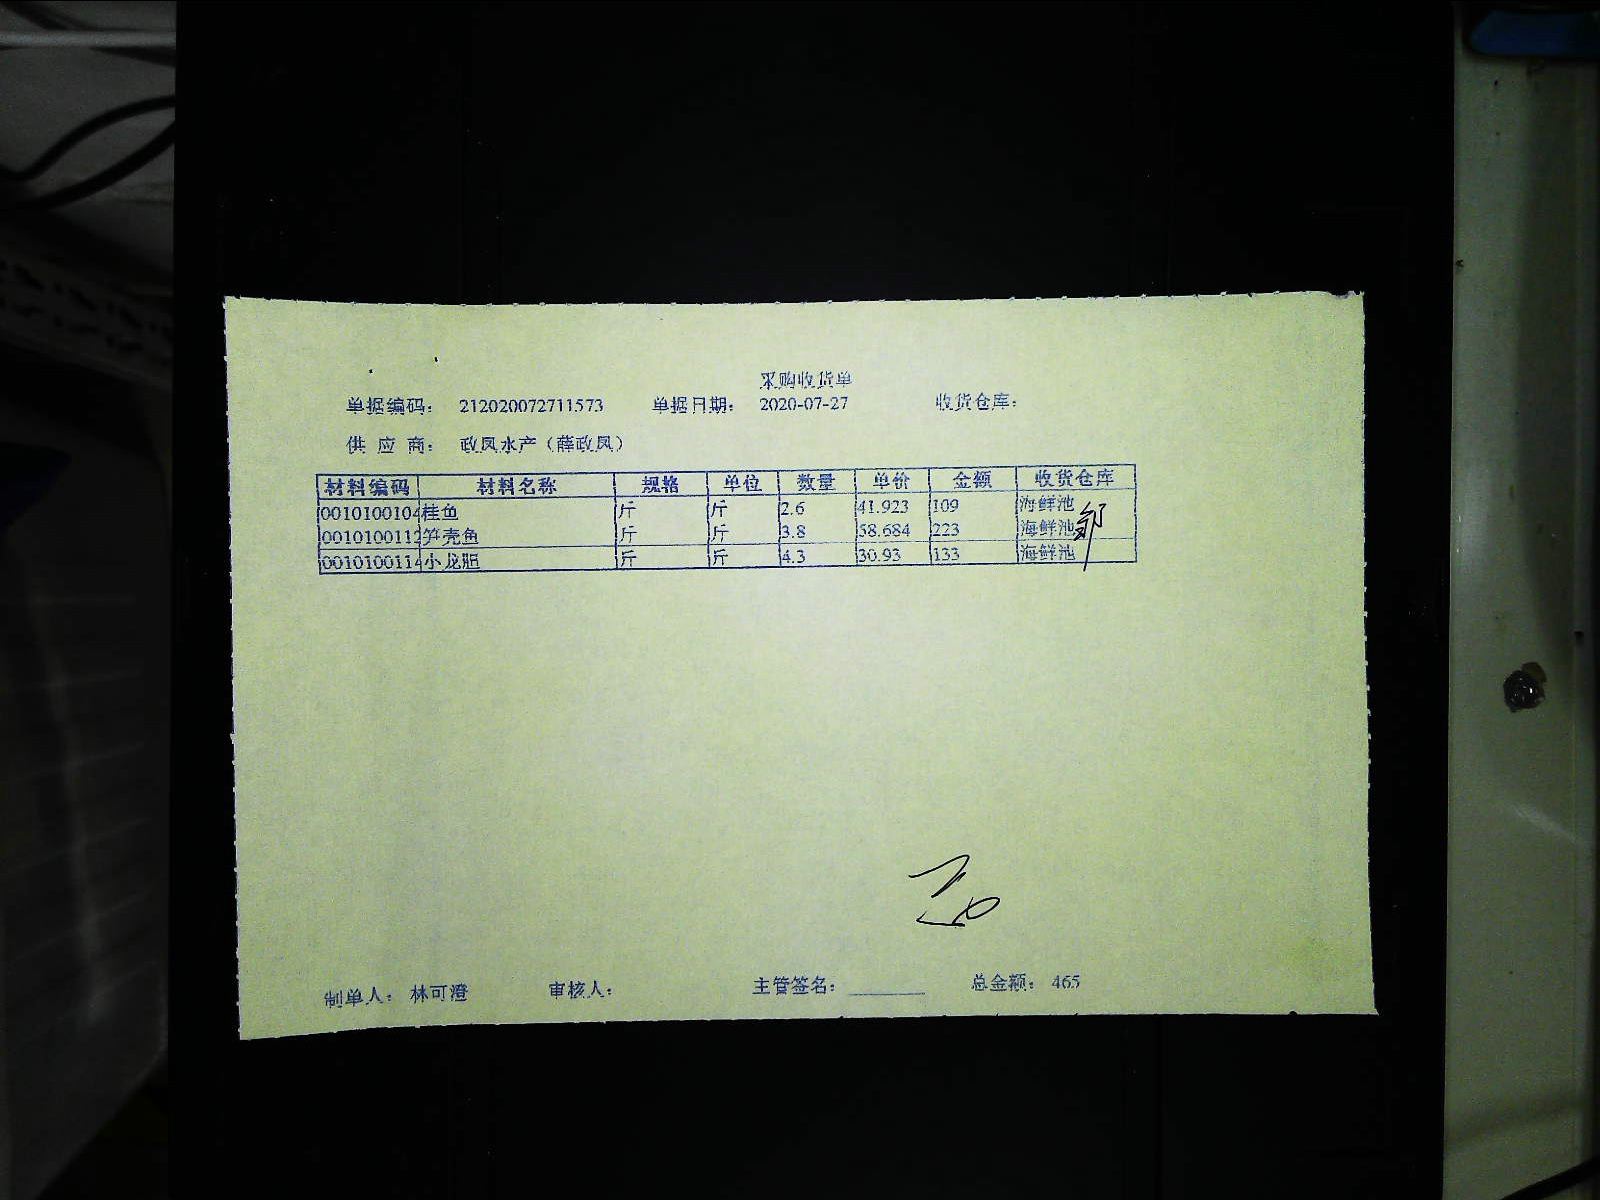 采购收货单
单据编码： 212020072711573 单据日期： 2020-07-27 收货仓库：
供 应 商： 政凤水产（薛政凤）
材料编码 材料名称 规格 单位 数量 单价 金额 收货仓库
0010100104 桂鱼 斤 斤 2.6 41.923 109 海鲜池
0010100112 笋壳鱼 斤 斤 3.8 58.684 223 海鲜池
0010100114 小龙胆 斤 斤 4.3 30.93 133 海鲜池
制单人： 林可澄 审核人： 主管签名： 总金额： 465